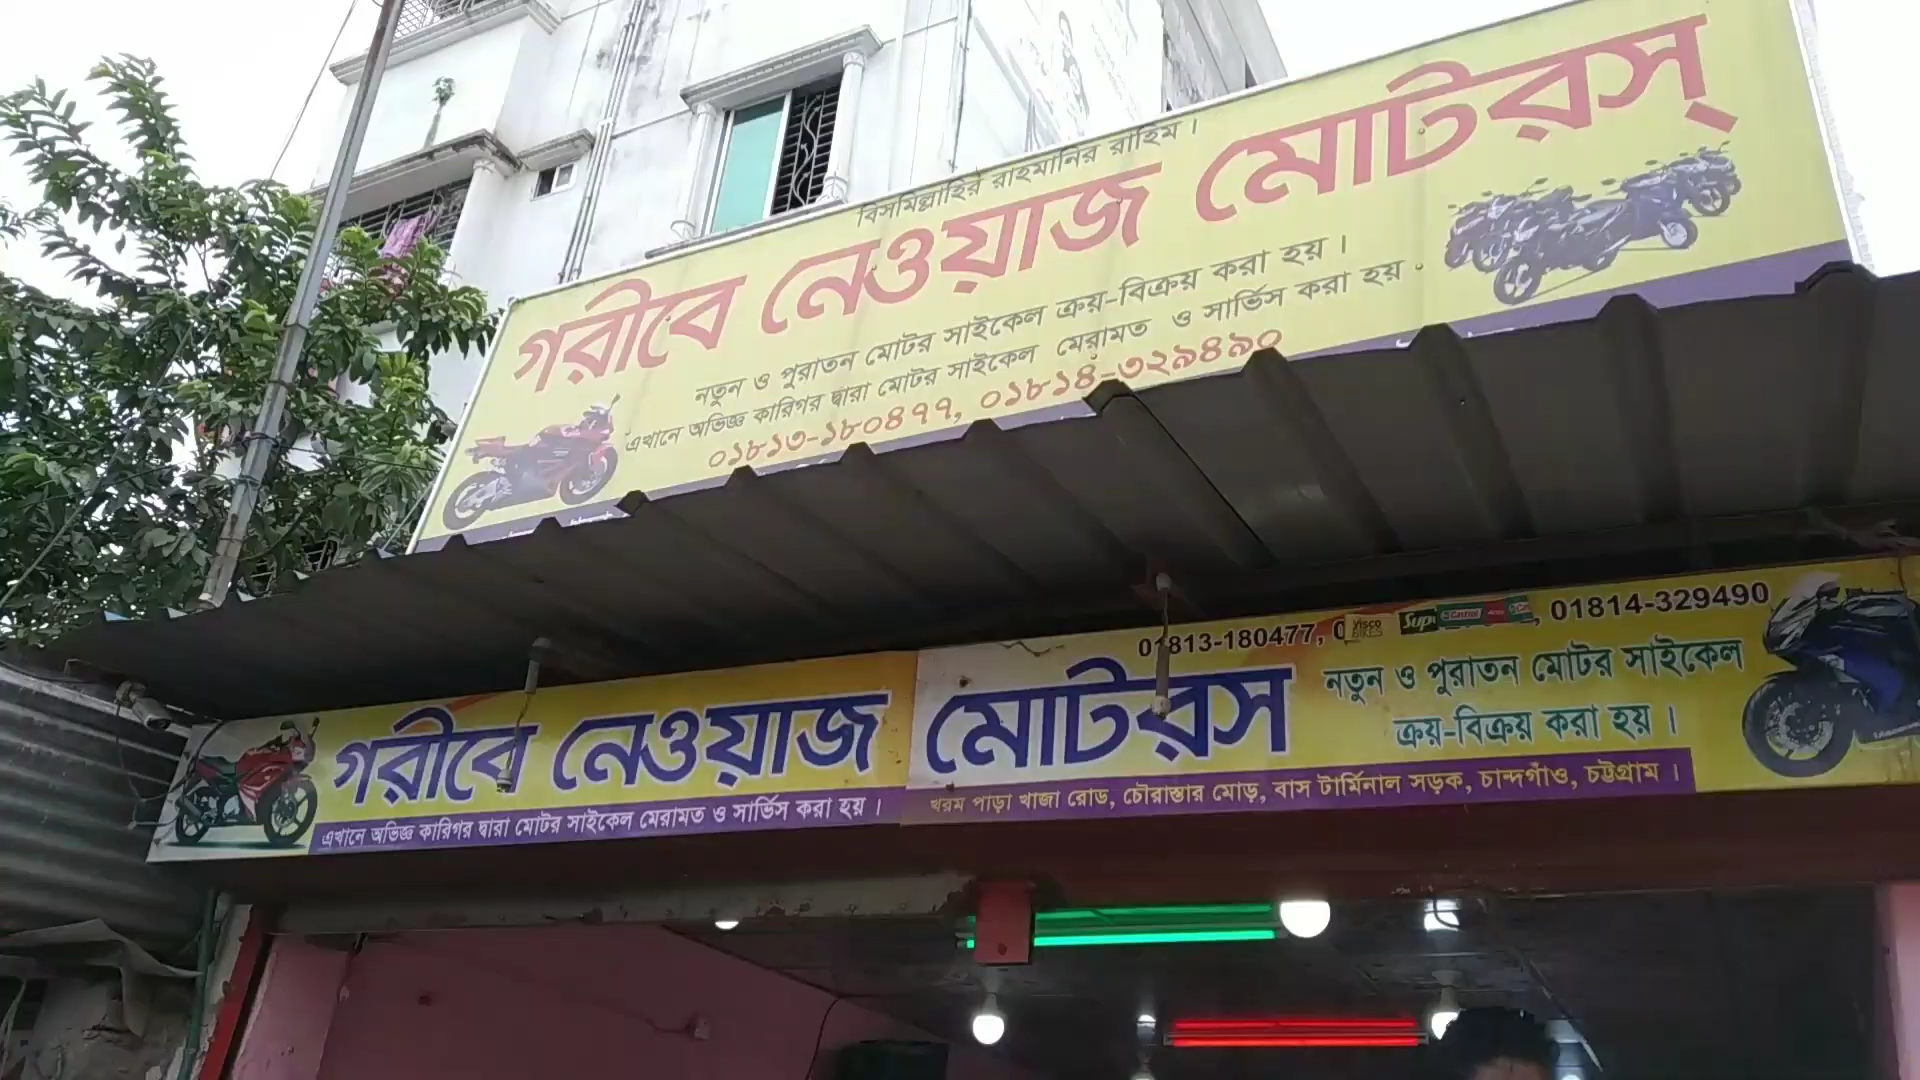 বিসমিল্লাহির রাহমানির রাহিম।
গরীবে নেওয়াজ মোটরস্
নতুন ও পুরাতন মোটর সাইকেল ক্রয়-বিক্রয় করা হয়।
এখানে অভিজ্ঞ কারিগর দ্বারা মোটর সাইকেল মেরামত ও সার্ভিস করা হয়
০১৮১৩-১৮০৪৭৭, ০১৮১৪-৩২৯৪৯০
01813-180477, 01814-329490
গরীবে নেওয়াজ মোটরস
নতুন ও পুরাতন মোটর সাইকেল
ক্রয়-বিক্রয় করা হয়।
এখানে অভিজ্ঞ কারিগর দ্বারা মোটর সাইকেল মেরামত ও সার্ভিস করা হয়।
খরম পাড়া খাজা রোড, চৌরাস্তার মোড়, বাস টার্মিনাল সড়ক, চান্দগাঁও, চট্টগ্রাম।